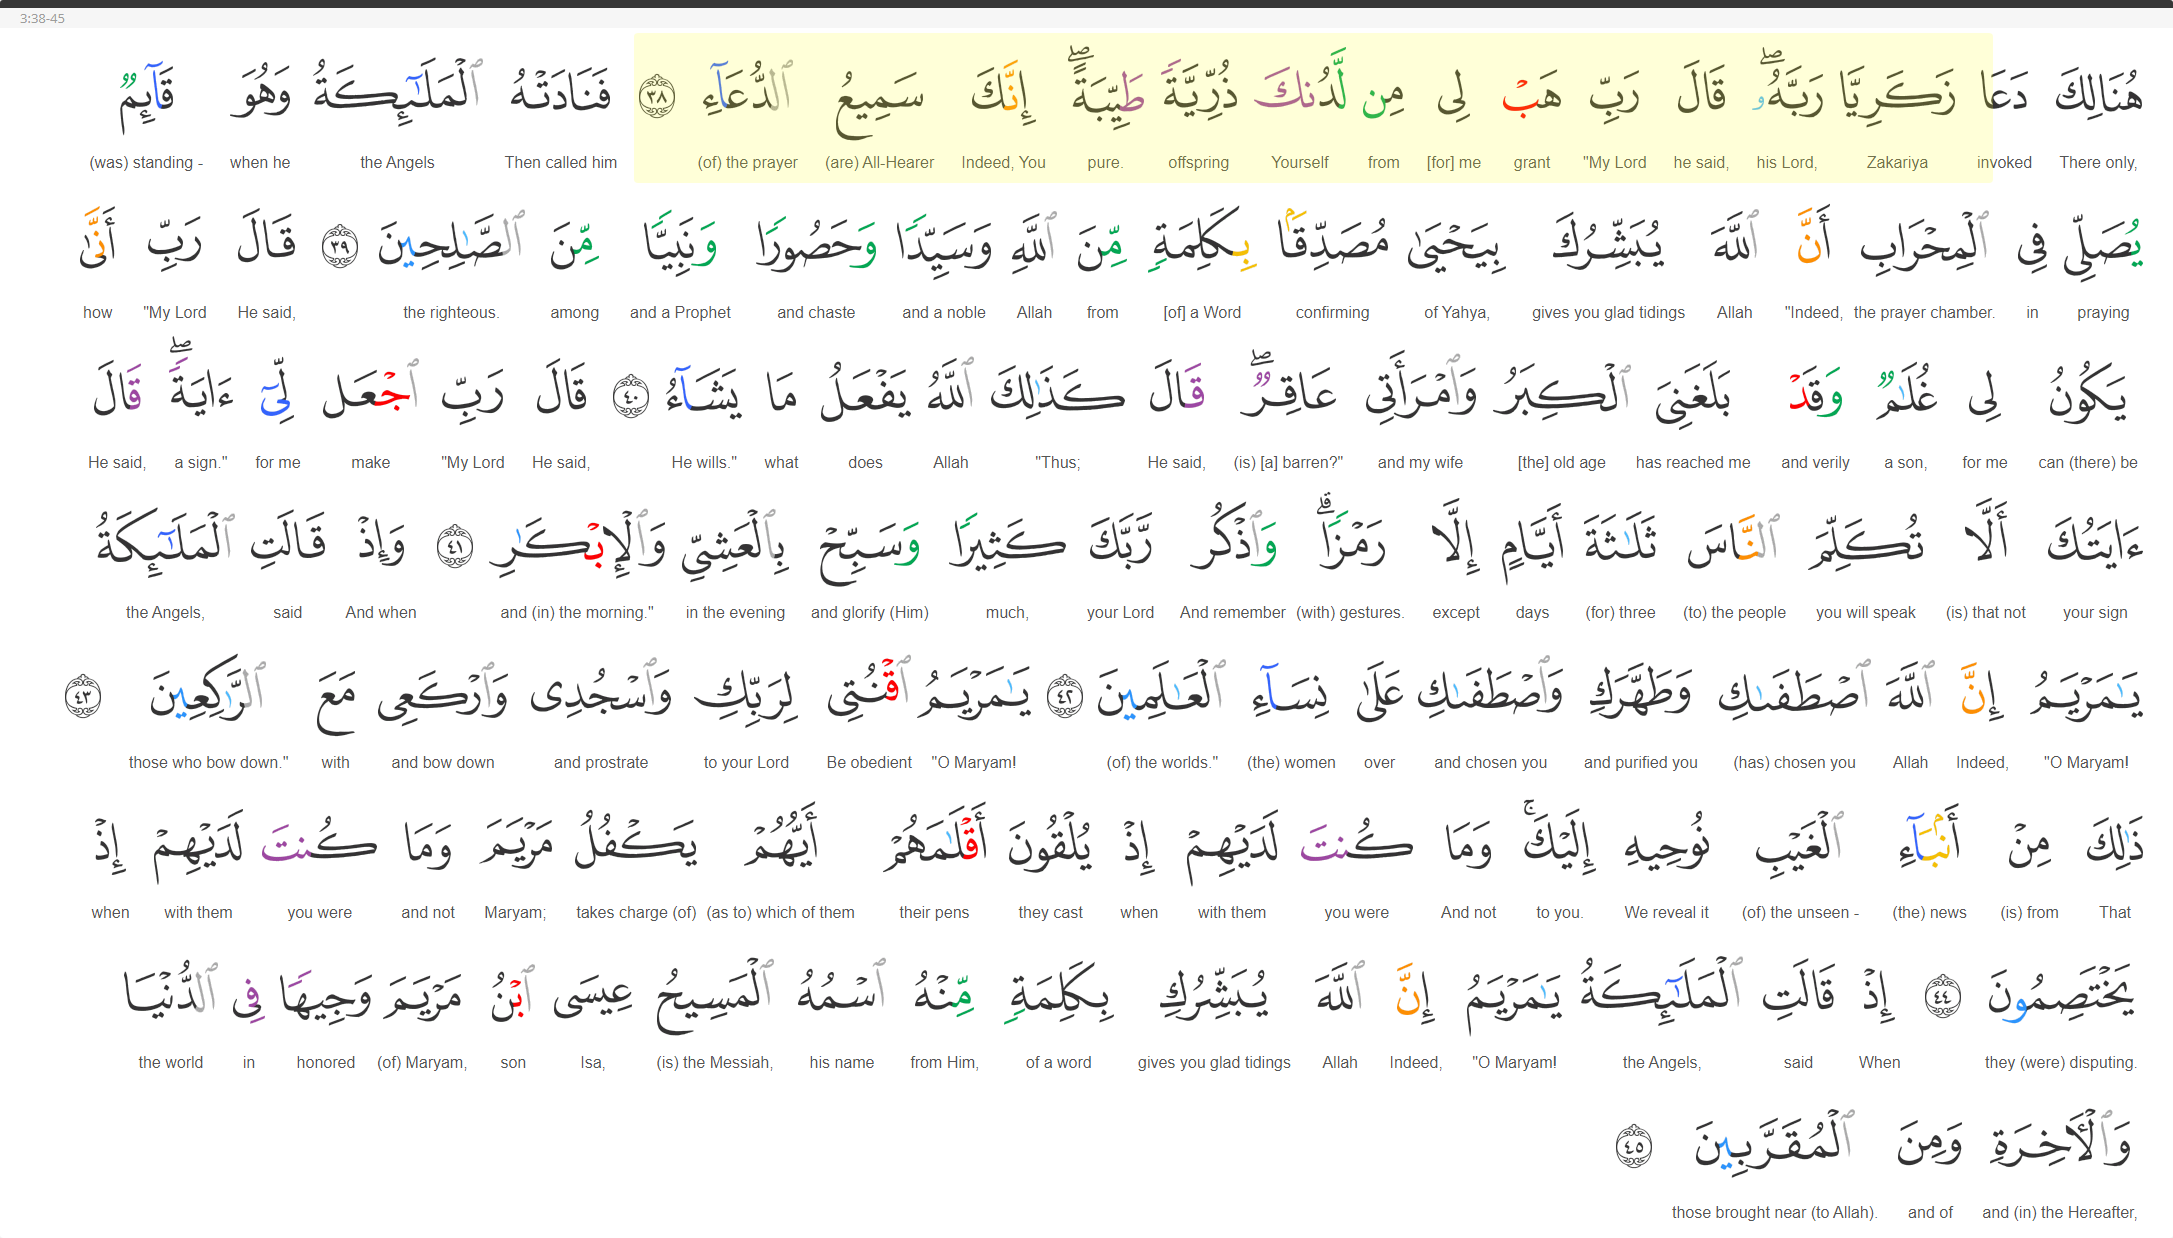 3:38-45
هُنَالِكَ دَعَا زَكَرِيَّا رَبَّهُۥۖ قَالَ رَبِّ هَبۡ لِى مِن لَّدُنكَ ذُرِّيَّةً طَيِّبَةًۖ إِنَّكَ سَمِيعُ ٱلدُّعَآءِ ٣٨ فَنَادَتۡهُ ٱلۡمَلَـٰٓئِكَةُ وَهُوَ قَآئِمٌ
There only, invoked Zakariya his Lord, he said, "My Lord grant [for] me from Yourself offspring pure. Indeed, You (are) All-Hearer (of) the prayer Then called him the Angels when he (was) standing -
يُصَلِّى فِى ٱلۡمِحۡرَابِ أَنَّ ٱللَّهَ يُبَشِّرُكَ بِيَحۡيَىٰ مُصَدِّقَۢا بِكَلِمَةٍ مِّنَ ٱللَّهِ وَسَيِّدًا وَحَصُورًا وَنَبِيًّا مِّنَ ٱلصَّـٰلِحِينَ ٣٩ قَالَ رَبِّ أَنَّىٰ
praying in the prayer chamber. "Indeed, Allah gives you glad tidings of Yahya, confirming [of] a Word from Allah and a noble and chaste and a Prophet among the righteous. He said, "My Lord how
يَكُونُ لِى غُلَـٰمٌ وَقَدۡ بَلَغَنِىَ ٱلۡكِبَرُ وَٱمۡرَأَتِى عَاقِرٌۖ قَالَ كَذَٰلِكَ ٱللَّهُ يَفۡعَلُ مَا يَشَآءُ ٤٠ قَالَ رَبِّ ٱجۡعَل لِّىٓ ءَايَةًۖ قَالَ
can (there) be for me a son, and verily has reached me [the] old age and my wife (is) [a] barren?" He said, "Thus; Allah does what He wills." He said, "My Lord make for me a sign." He said,
ءَايَتُكَ أَلَّا تُكَلِّمَ ٱلنَّاسَ ثَلَـٰثَةَ أَيَّامٍ إِلَّا رَمۡزًاۗ وَٱذۡكُر رَّبَّكَ كَثِيرًا وَسَبِّحۡ بِٱلۡعَشِىِّ وَٱلۡإِبۡكَـٰرِ ٤١ وَإِذۡ قَالَتِ ٱلۡمَلَـٰٓئِكَةُ
your sign (is) that not you will speak (to) the people (for) three days except (with) gestures. And remember your Lord much, and glorify (Him) in the evening and (in) the morning." And when said the Angels,
يَـٰمَرۡيَمُ إِنَّ ٱللَّهَ ٱصۡطَفَىٰكِ وَطَهَّرَكِ وَٱصۡطَفَىٰكِ عَلَىٰ نِسَآءِ ٱلۡعَـٰلَمِينَ ٤٢ يَـٰمَرۡيَمُ ٱقۡنُتِى لِرَبِّكِ وَٱسۡجُدِى وَٱرۡكَعِى مَعَ ٱلرَّٰكِعِينَ ٤٣
"O Maryam! Indeed, Allah (has) chosen you and purified you and chosen you over (the) women (of) the worlds." "O Maryam! Be obedient to your Lord and prostrate and bow down with those who bow down."
ذَٰلِكَ مِنۡ أَنۢبَآءِ ٱلۡغَيۡبِ نُوحِيهِ إِلَيۡكَۚ وَمَا كُنتَ لَدَيۡهِمۡ إِذۡ يُلۡقُونَ أَقۡلَـٰمَهُمۡ أَيُّهُمۡ يَكۡفُلُ مَرۡيَمَ وَمَا كُنتَ لَدَيۡهِمۡ إِذۡ
That (is) from (the) news (of) the unseen - We reveal it to you. And not you were with them when they cast their pens (as to) which of them takes charge (of) Maryam; and not you were with them when
يَخۡتَصِمُونَ ٤٤ إِذۡ قَالَتِ ٱلۡمَلَـٰٓئِكَةُ يَـٰمَرۡيَمُ إِنَّ ٱللَّهَ يُبَشِّرُكِ بِكَلِمَةٍ مِّنۡهُ ٱسۡمُهُ ٱلۡمَسِيحُ عِيسَى ٱبۡنُ مَرۡيَمَ وَجِيهًا فِى ٱلدُّنۡيَا
they (were) disputing. When said the Angels, "O Maryam! Indeed, Allah gives you glad tidings of a word from Him, his name (is) the Messiah, Isa, son (of) Maryam, honored in the world
وَٱلۡأَخِرَةِ وَمِنَ ٱلۡمُقَرَّبِينَ ٤٥
and (in) the Hereafter, and of those brought near (to Allah).